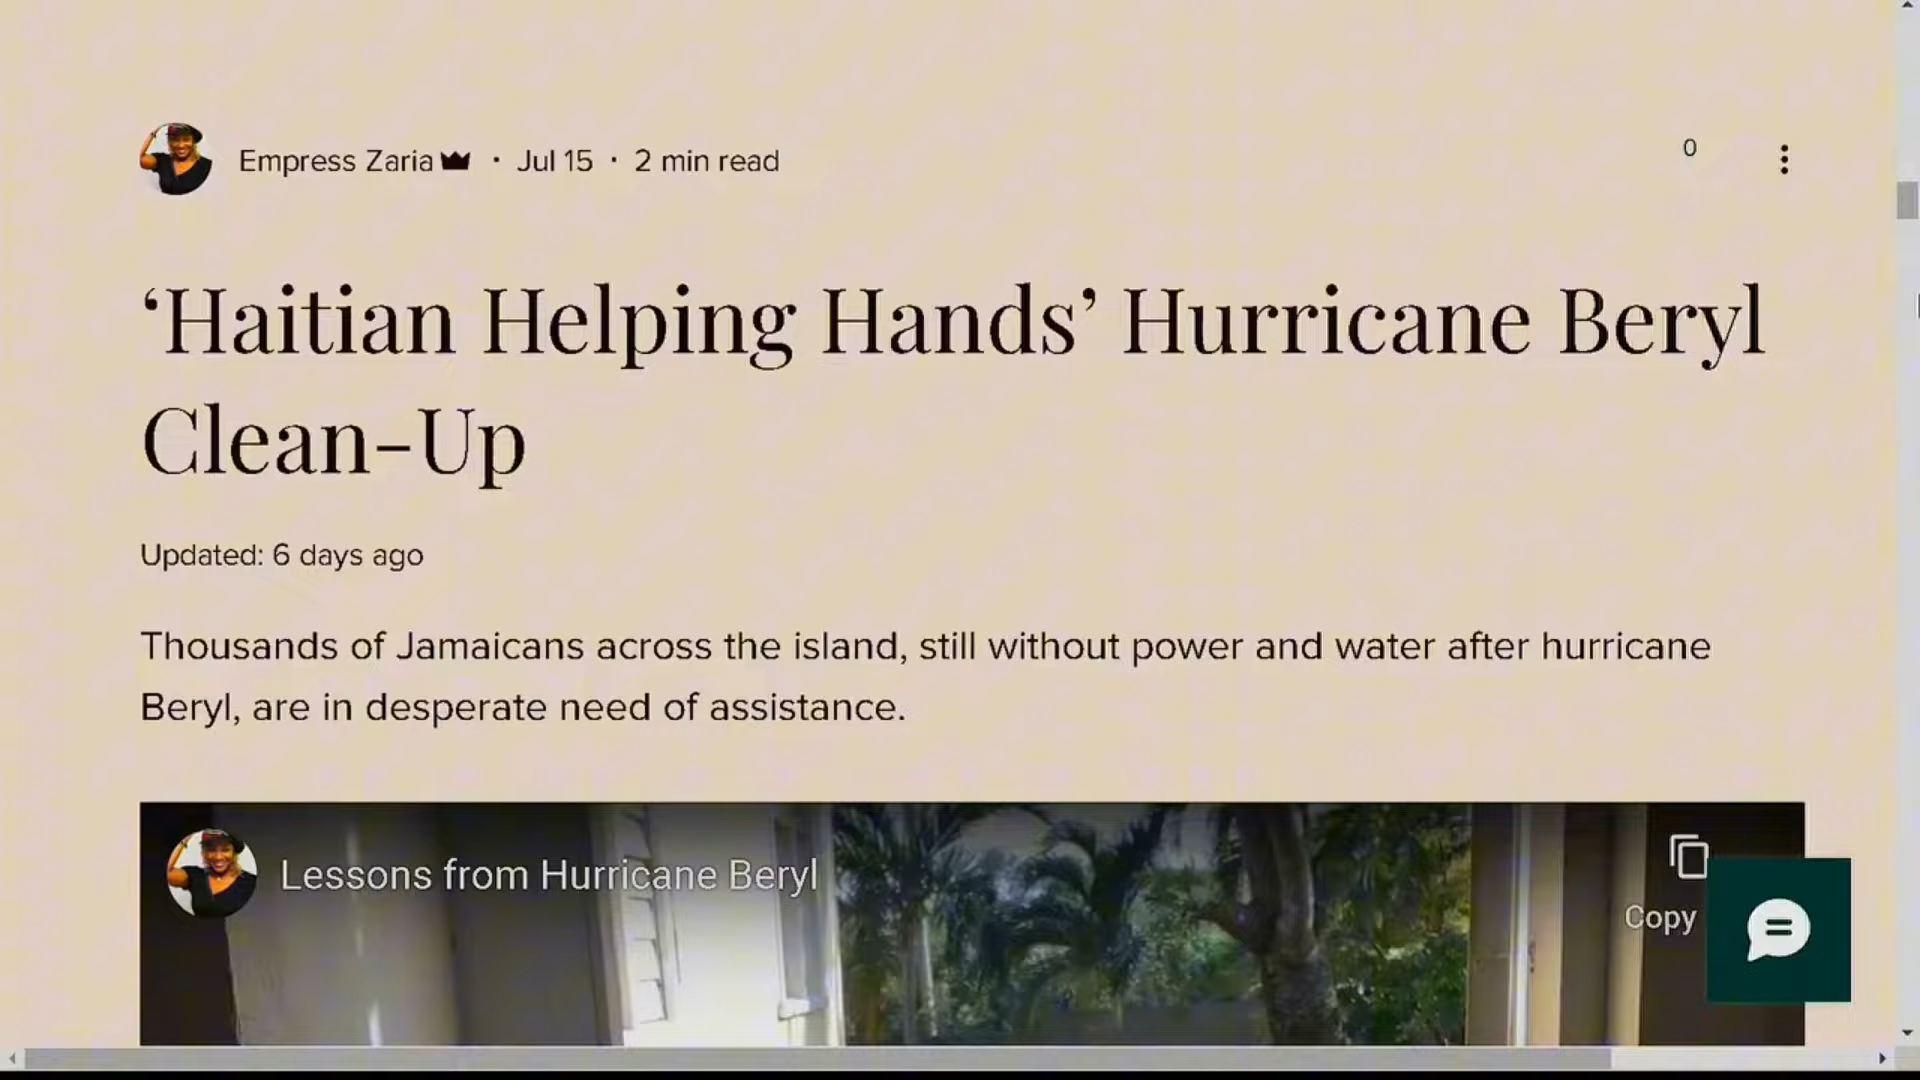 Empress Zaria · Jul 15 · 2 min read
0
‘Haitian Helping Hands’ Hurricane Beryl
Clean-Up
Updated: 6 days ago
Thousands of Jamaicans across the island, still without power and water after hurricane
Beryl, are in desperate need of assistance.
Lessons from Hurricane Beryl
Copy